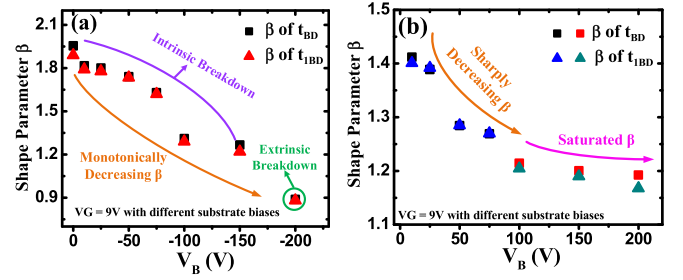 (a)
β of t_BD
β of t_1BD
Intrinsic Breakdown
Extrinsic
Breakdown
Monotonically
Decreasing β
VG = 9V with different substrate biases
Shape Parameter β
2.1
1.8
1.5
1.2
0.9
0 -50 -100 -150 -200
V_B (V)
(b)
β of t_BD
β of t_1BD
Sharply
Decreasing β
Saturated β
VG = 9V with different substrate biases
Shape Parameter β
1.5
1.4
1.3
1.2
1.1
0 50 100 150 200
V_B (V)